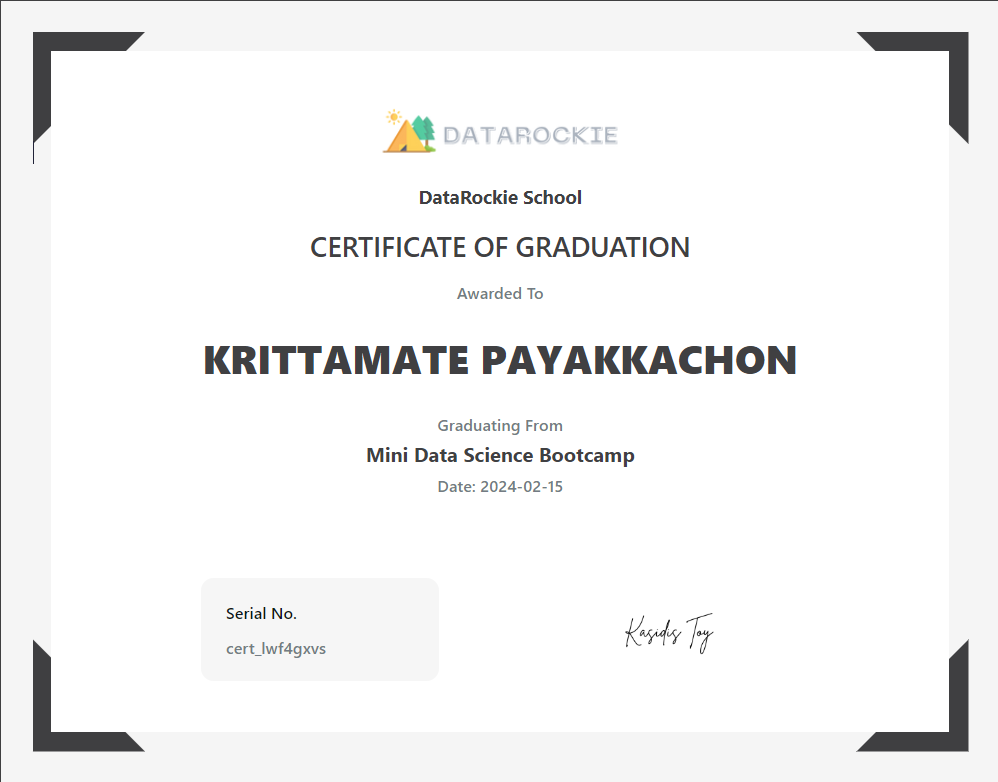 DATAROCKIE
DataRockie School
CERTIFICATE OF GRADUATION
Awarded To
KRITTAMATE PAYAKKACHON
Graduating From
Mini Data Science Bootcamp
Date: 2024-02-15
Serial No.
cert_lwf4gxvs
Kasidis Toy